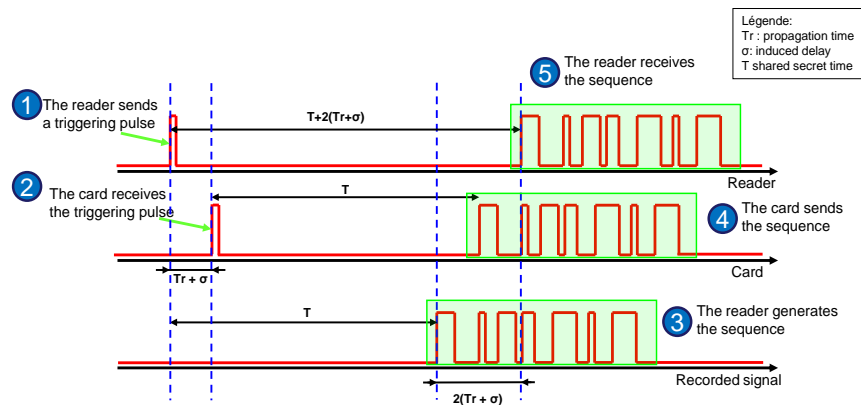 Légende:
Tr : propagation time
σ: induced delay
T shared secret time
5
The reader receives
the sequence
1
The reader sends
a triggering pulse
T+2(Tr+σ)
Reader
2
The card receives
the triggering pulse
T
4
The card sends
the sequence
Card
Tr + σ
T
3
The reader generates
the sequence
Recorded signal
2(Tr + σ)